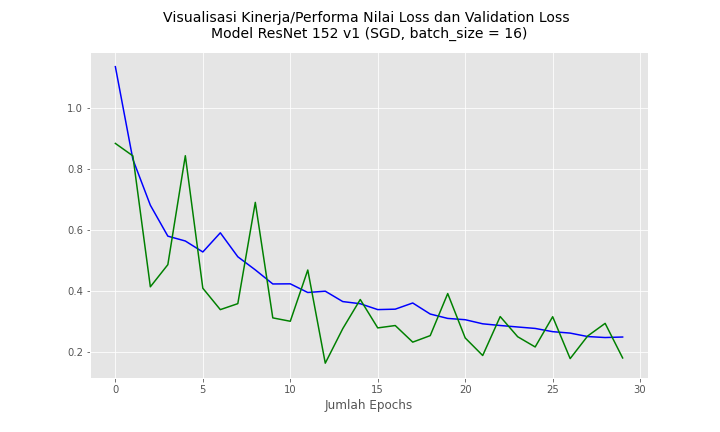 Visualisasi Kinerja/Performa Nilai Loss dan Validation Loss
Model ResNet 152 v1 (SGD, batch_size = 16)
1.0
0.8
0.6
0.4
0.2
0 5 10 15 20 25 30
Jumlah Epochs